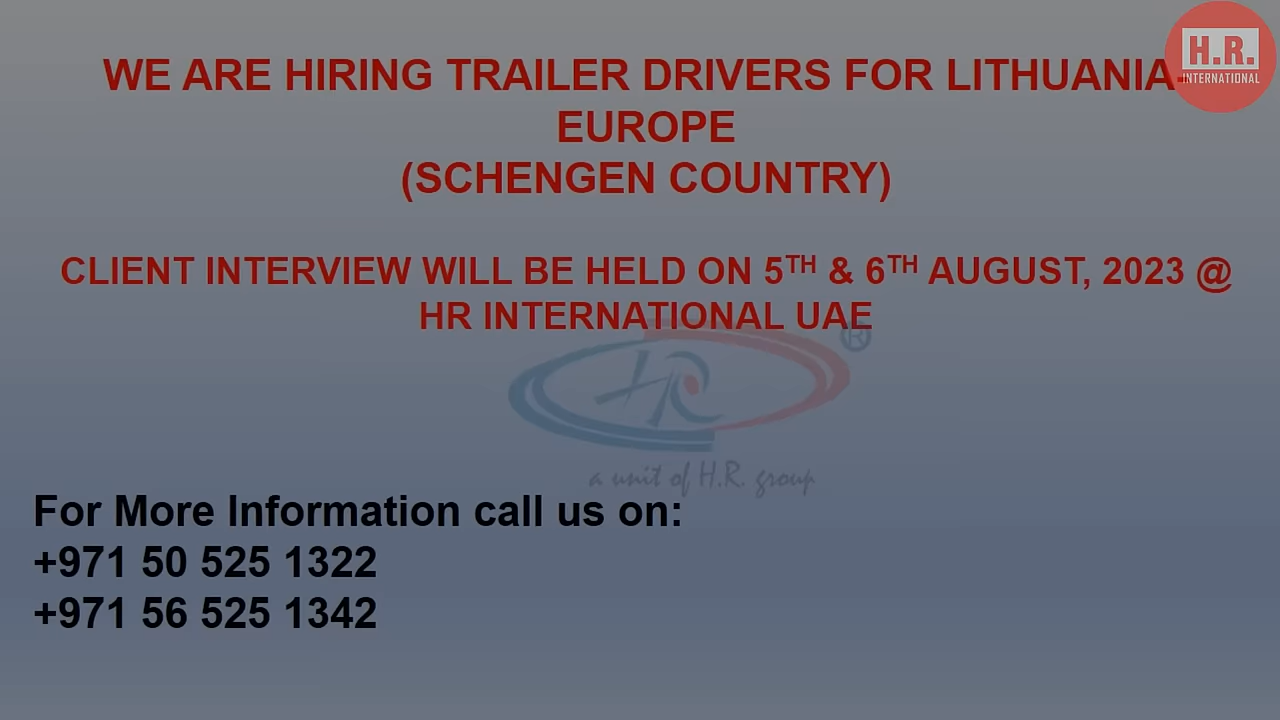 WE ARE HIRING TRAILER DRIVERS FOR LITHUANIA-
EUROPE
(SCHENGEN COUNTRY)
H.R.
INTERNATIONAL
CLIENT INTERVIEW WILL BE HELD ON 5TH & 6TH AUGUST, 2023 @
HR INTERNATIONAL UAE
®
HR
a unit of H.R. group
For More Information call us on:
+971 50 525 1322
+971 56 525 1342